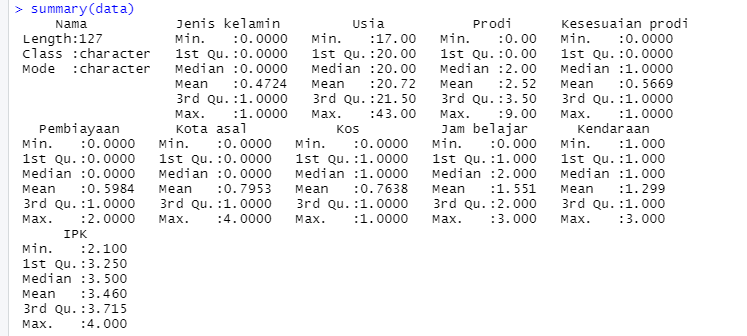 > summary(data)
Nama Jenis kelamin Usia Prodi Kesesuaian prodi
Length:127 Min. :0.0000 Min. :17.00 Min. :0.00 Min. :0.0000
Class :character 1st Qu.:0.0000 1st Qu.:20.00 1st Qu.:0.00 1st Qu.:0.0000
Mode :character Median :0.0000 Median :20.00 Median :2.00 Median :1.0000
Mean :0.4724 Mean :20.72 Mean :2.52 Mean :0.5669
3rd Qu.:1.0000 3rd Qu.:21.50 3rd Qu.:3.50 3rd Qu.:1.0000
Max. :1.0000 Max. :43.00 Max. :9.00 Max. :1.0000
Pembiayaan Kota asal Kos Jam belajar Kendaraan
Min. :0.0000 Min. :0.0000 Min. :0.0000 Min. :0.000 Min. :1.000
1st Qu.:0.0000 1st Qu.:0.0000 1st Qu.:1.0000 1st Qu.:1.000 1st Qu.:1.000
Median :0.0000 Median :0.0000 Median :1.0000 Median :2.000 Median :1.000
Mean :0.5984 Mean :0.7953 Mean :0.7638 Mean :1.551 Mean :1.299
3rd Qu.:1.0000 3rd Qu.:1.0000 3rd Qu.:1.0000 3rd Qu.:2.000 3rd Qu.:1.000
Max. :2.0000 Max. :4.0000 Max. :1.0000 Max. :3.000 Max. :3.000
IPK
Min. :2.100
1st Qu.:3.250
Median :3.500
Mean :3.460
3rd Qu.:3.715
Max. :4.000